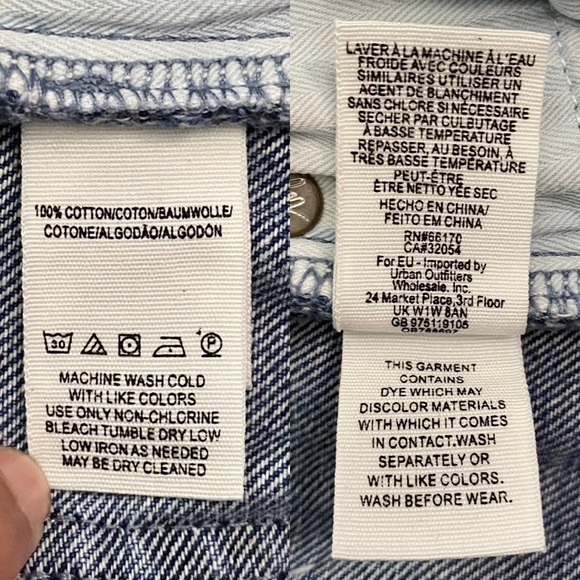 100% COTTON/COTON/BAUMWOLLE/
COTONE/ALGODÃO/ALGODÓN
30
P
MACHINE WASH COLD
WITH LIKE COLORS
USE ONLY NON-CHLORINE
BLEACH TUMBLE DRY LOW
LOW IRON AS NEEDED
MAY BE DRY CLEANED
LAVER À LA MACHINE À L'EAU
FROIDE AVEC COULEURS
SIMILAIRES UTILISER UN
AGENT DE BLANCHIMENT
SANS CHLORE SI NÉCESSAIRE
SECHER PAR CULBUTAGE
À BASSE TEMPÉRATURE
REPASSER, AU BESOIN, À
TRÈS BASSE TEMPÉRATURE
PEUT-ÊTRE
ÊTRE NETTO YÉE SEC
HECHO EN CHINA/
FEITO EM CHINA
RN#66170
CA#32054
For EU - Imported by
Urban Outfitters
Wholesale. Inc.
24 Market Place,3rd Floor
UK W1W 8AN
GB 975119105
THIS GARMENT
CONTAINS
DYE WHICH MAY
DISCOLOR MATERIALS
WITH WHICH IT COMES
IN CONTACT.WASH
SEPARATELY OR
WITH LIKE COLORS.
WASH BEFORE WEAR.